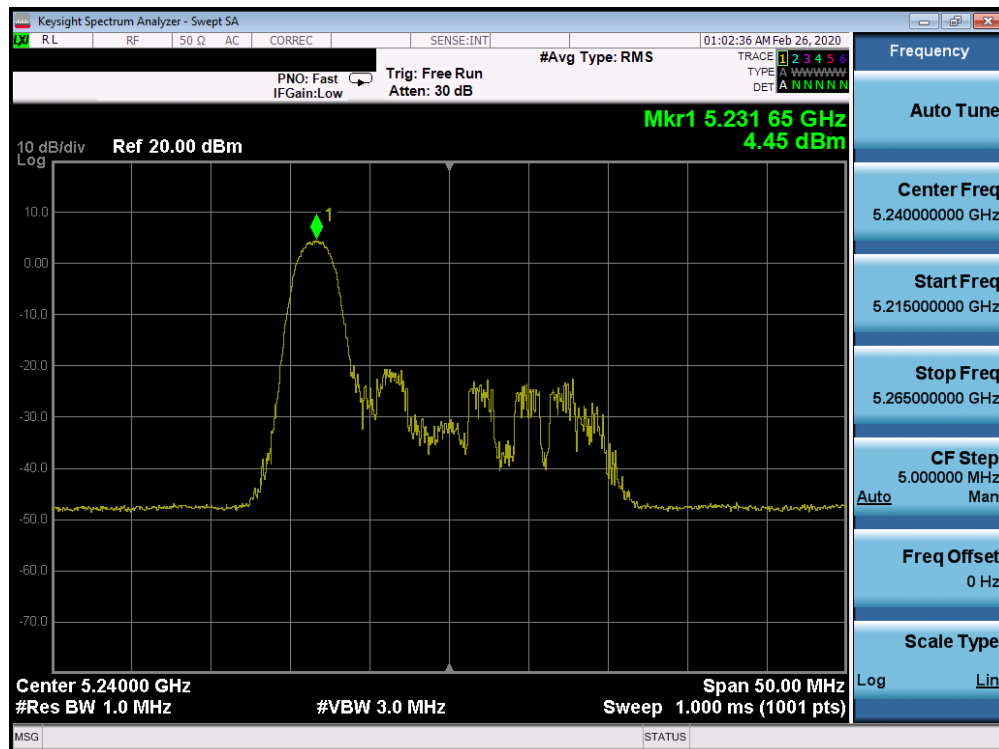 Keysight Spectrum Analyzer - Swept SA
LXI RL RF 50 Ω AC CORREC SENSE:INT 01:02:36 AM Feb 26, 2020
PNO: Fast
IFGain:Low
Trig: Free Run
Atten: 30 dB
#Avg Type: RMS
TRACE 1 2 3 4 5 6
TYPE A WWWWW
DET A N N N N N
Mkr1 5.231 65 GHz
4.45 dBm
10 dB/div Ref 20.00 dBm
Log
1
10.0
0.00
-10.0
-20.0
-30.0
-40.0
-50.0
-60.0
-70.0
Center 5.24000 GHz Span 50.00 MHz
#Res BW 1.0 MHz #VBW 3.0 MHz Sweep 1.000 ms (1001 pts)
MSG STATUS
Frequency
Auto Tune
Center Freq
5.240000000 GHz
Start Freq
5.215000000 GHz
Stop Freq
5.265000000 GHz
CF Step
5.000000 MHz
Auto Man
Freq Offset
0 Hz
Scale Type
Log Lin